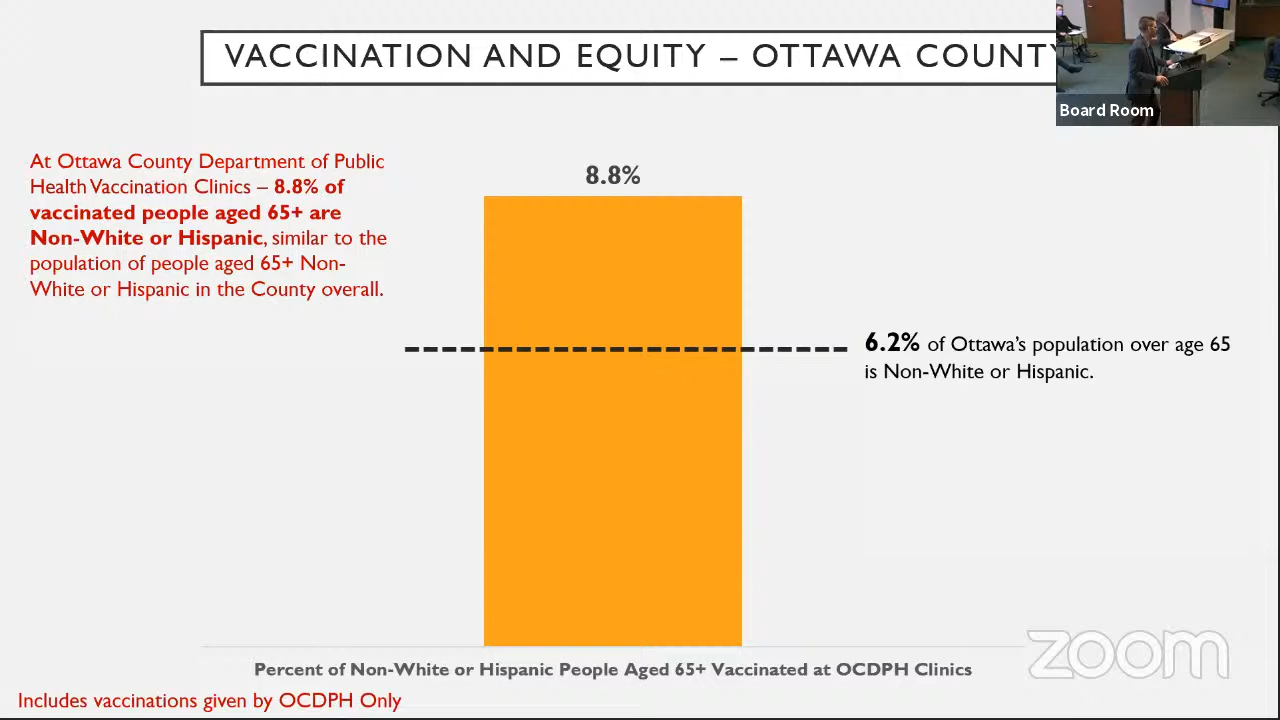 VACCINATION AND EQUITY – OTTAWA COUNTY
Board Room
At Ottawa County Department of Public
Health Vaccination Clinics – 8.8% of
vaccinated people aged 65+ are
Non-White or Hispanic, similar to the
population of people aged 65+ Non-
White or Hispanic in the County overall.
8.8%
6.2% of Ottawa's population over age 65
is Non-White or Hispanic.
Percent of Non-White or Hispanic People Aged 65+ Vaccinated at OCDPH Clinics
zoom
Includes vaccinations given by OCDPH Only